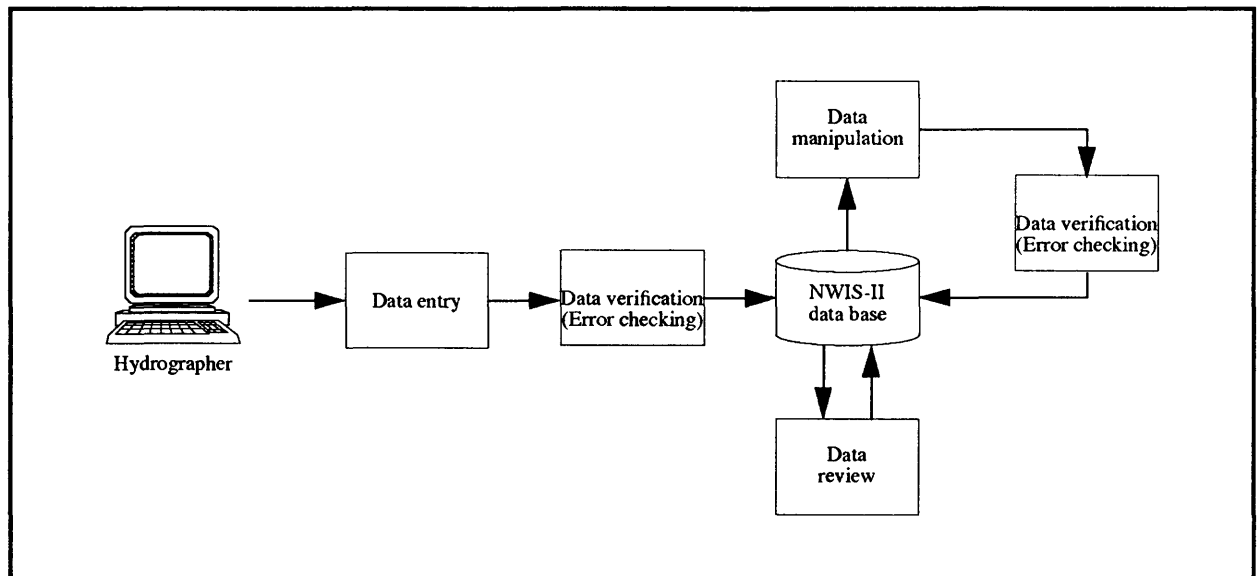 Hydrographer
Data entry
Data verification
(Error checking)
NWIS-II
data base
Data
manipulation
Data verification
(Error checking)
Data
review